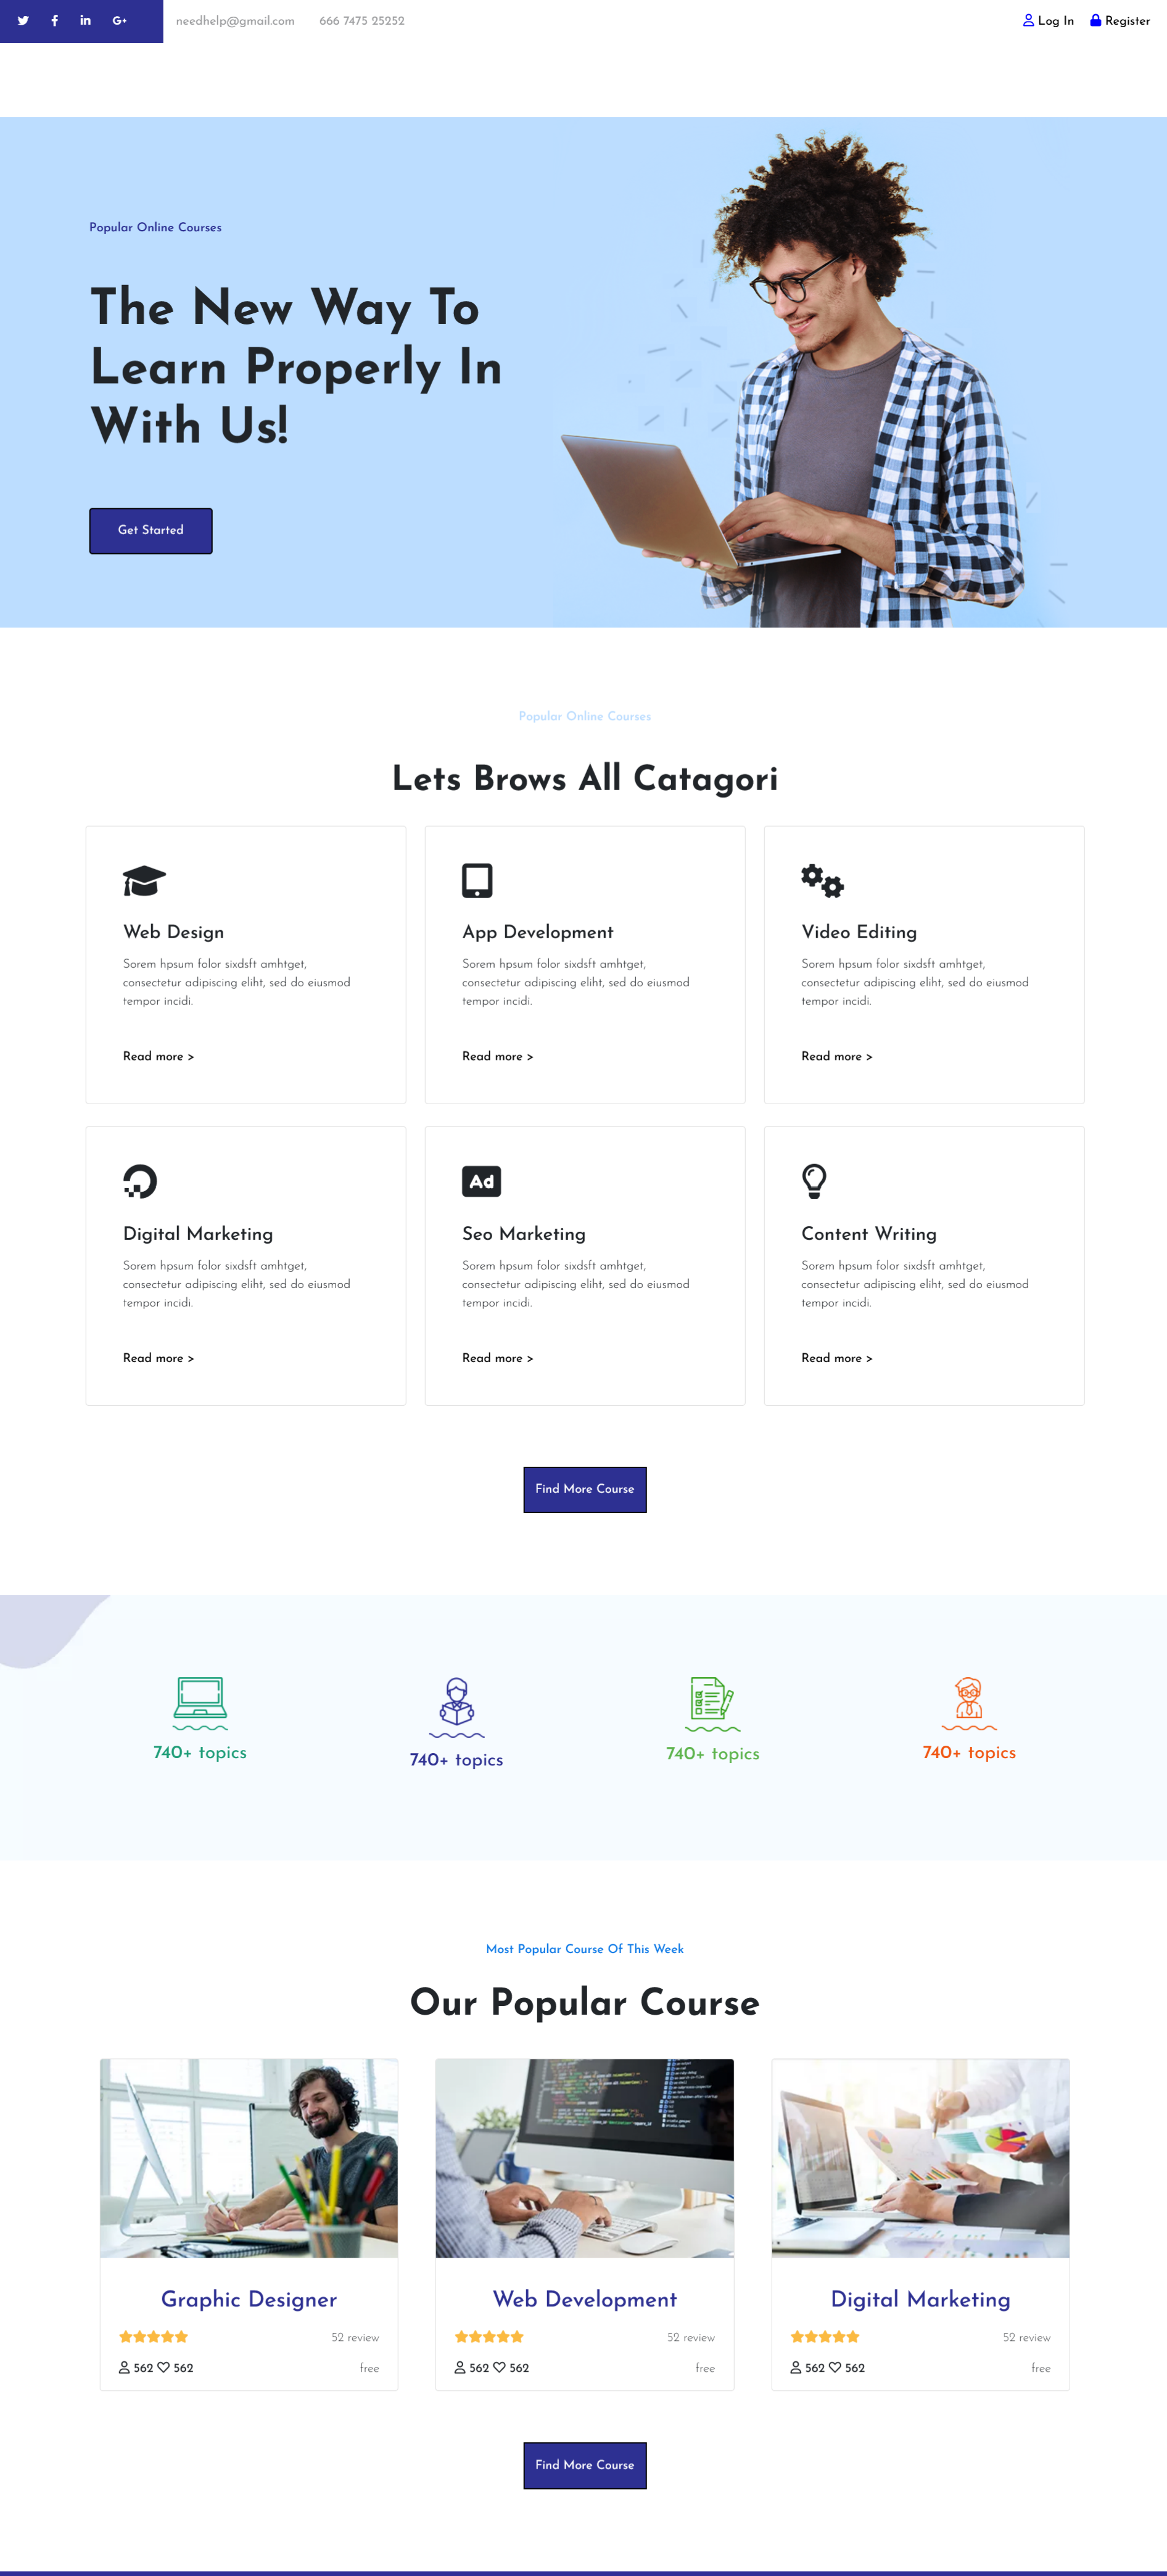 G+ needhelp@gmail.com 666 7475 25252 Log In Register
Popular Online Courses
The New Way To
Learn Properly In
With Us!
Get Started
Popular Online Courses
Lets Brows All Catagori
Web Design
Sorem hpsum folor sixdsft amhtget,
consectetur adipiscing eliht, sed do eiusmod
tempor incidi.
Read more >
App Development
Sorem hpsum folor sixdsft amhtget,
consectetur adipiscing eliht, sed do eiusmod
tempor incidi.
Read more >
Video Editing
Sorem hpsum folor sixdsft amhtget,
consectetur adipiscing eliht, sed do eiusmod
tempor incidi.
Read more >
Digital Marketing
Sorem hpsum folor sixdsft amhtget,
consectetur adipiscing eliht, sed do eiusmod
tempor incidi.
Read more >
Ad
Seo Marketing
Sorem hpsum folor sixdsft amhtget,
consectetur adipiscing eliht, sed do eiusmod
tempor incidi.
Read more >
Content Writing
Sorem hpsum folor sixdsft amhtget,
consectetur adipiscing eliht, sed do eiusmod
tempor incidi.
Read more >
Find More Course
740+ topics
740+ topics
740+ topics
740+ topics
Most Popular Course Of This Week
Our Popular Course
Graphic Designer
52 review
562 562 free
Web Development
52 review
562 562 free
Digital Marketing
52 review
562 562 free
Find More Course